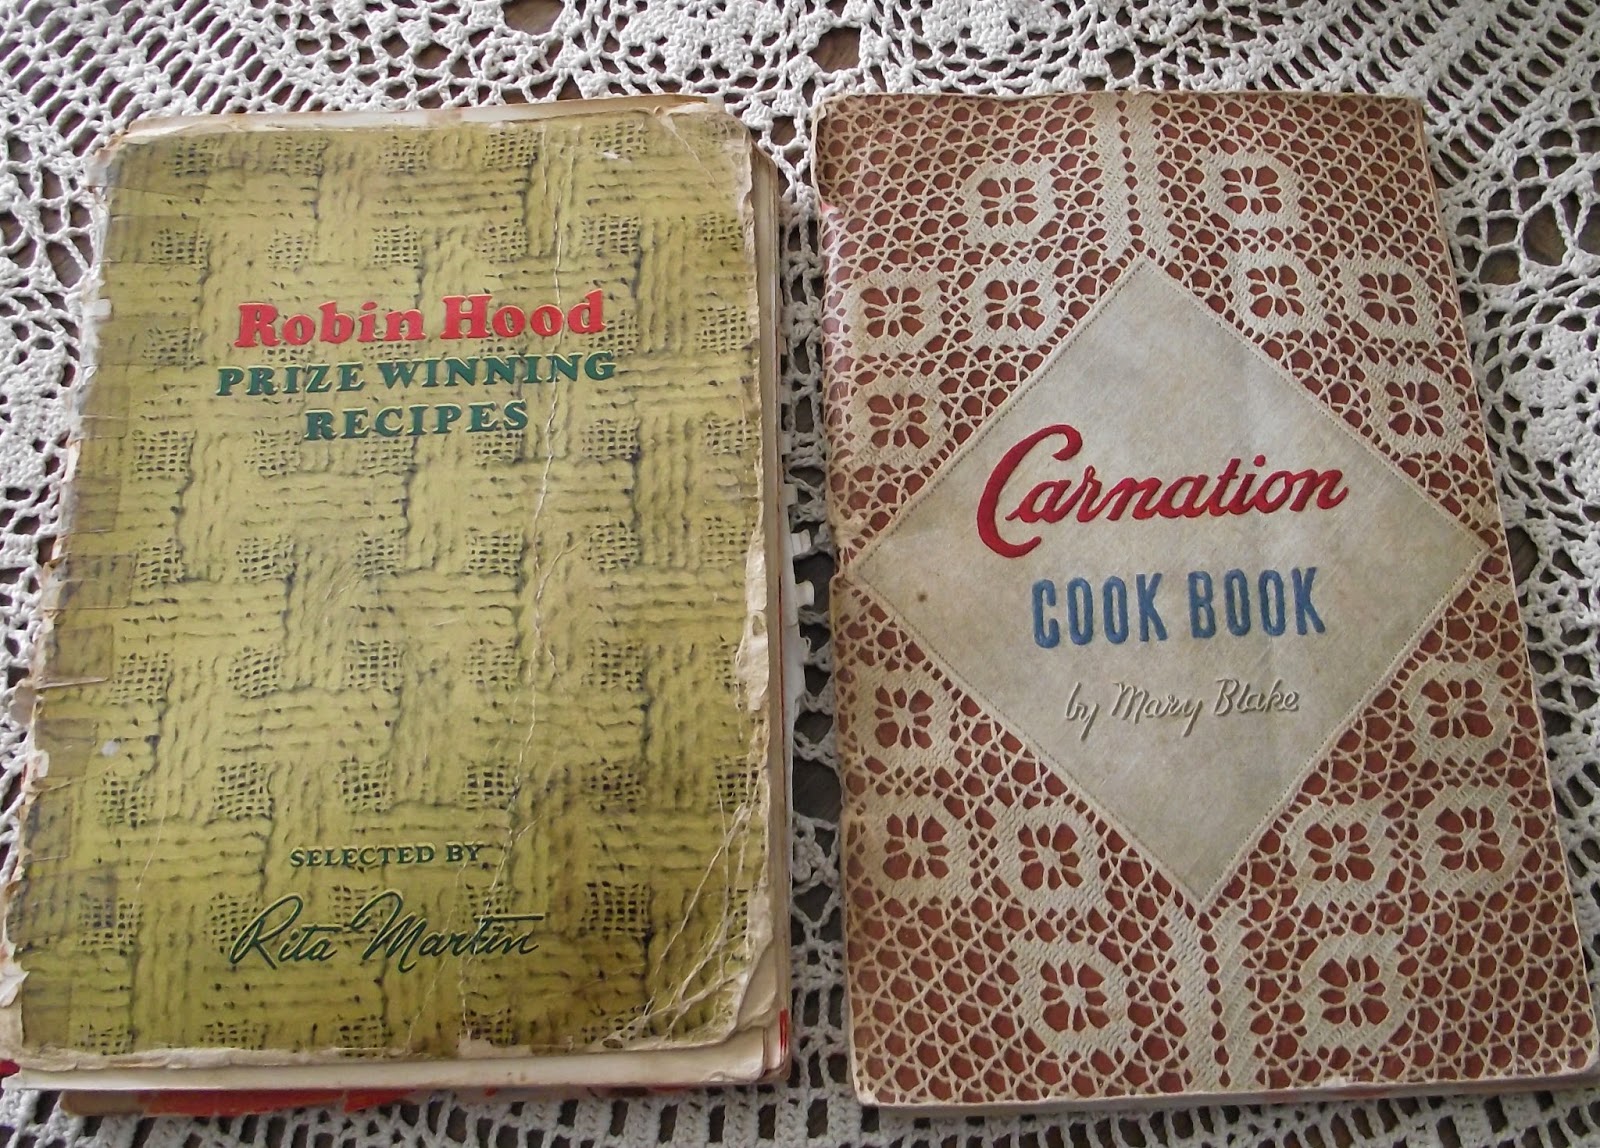 Robin Hood
PRIZE WINNING
RECIPES
SELECTED BY
Rita Martin
Carnation
COOK BOOK
by Mary Blake